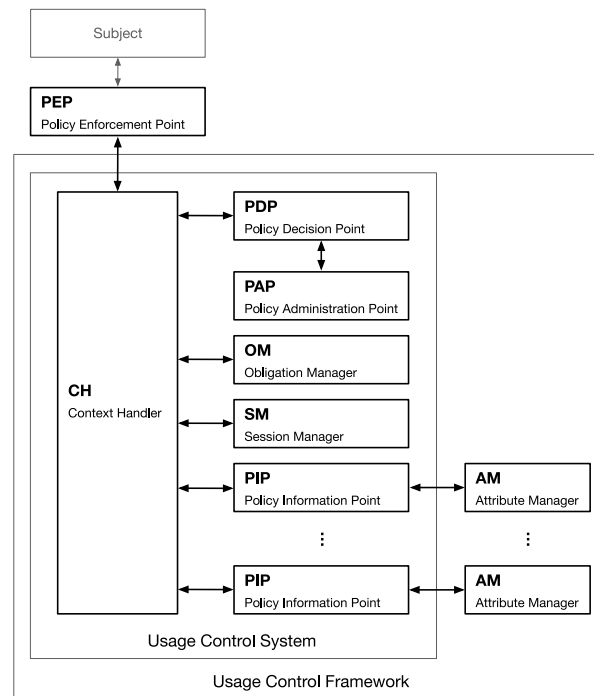 Subject
PEP
Policy Enforcement Point
PDP
Policy Decision Point
PAP
Policy Administration Point
OM
Obligation Manager
CH
Context Handler
SM
Session Manager
PIP
Policy Information Point
AM
Attribute Manager
⋮
⋮
PIP
Policy Information Point
AM
Attribute Manager
Usage Control System
Usage Control Framework